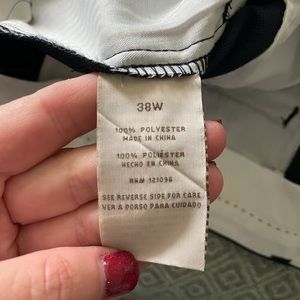 38W
100% POLYESTER
MADE IN CHINA
100% POLIÉSTER
HECHO EN CHINA
RN# 121096
SEE REVERSE SIDE FOR CARE
VER A DORSO PARA CUIDADO